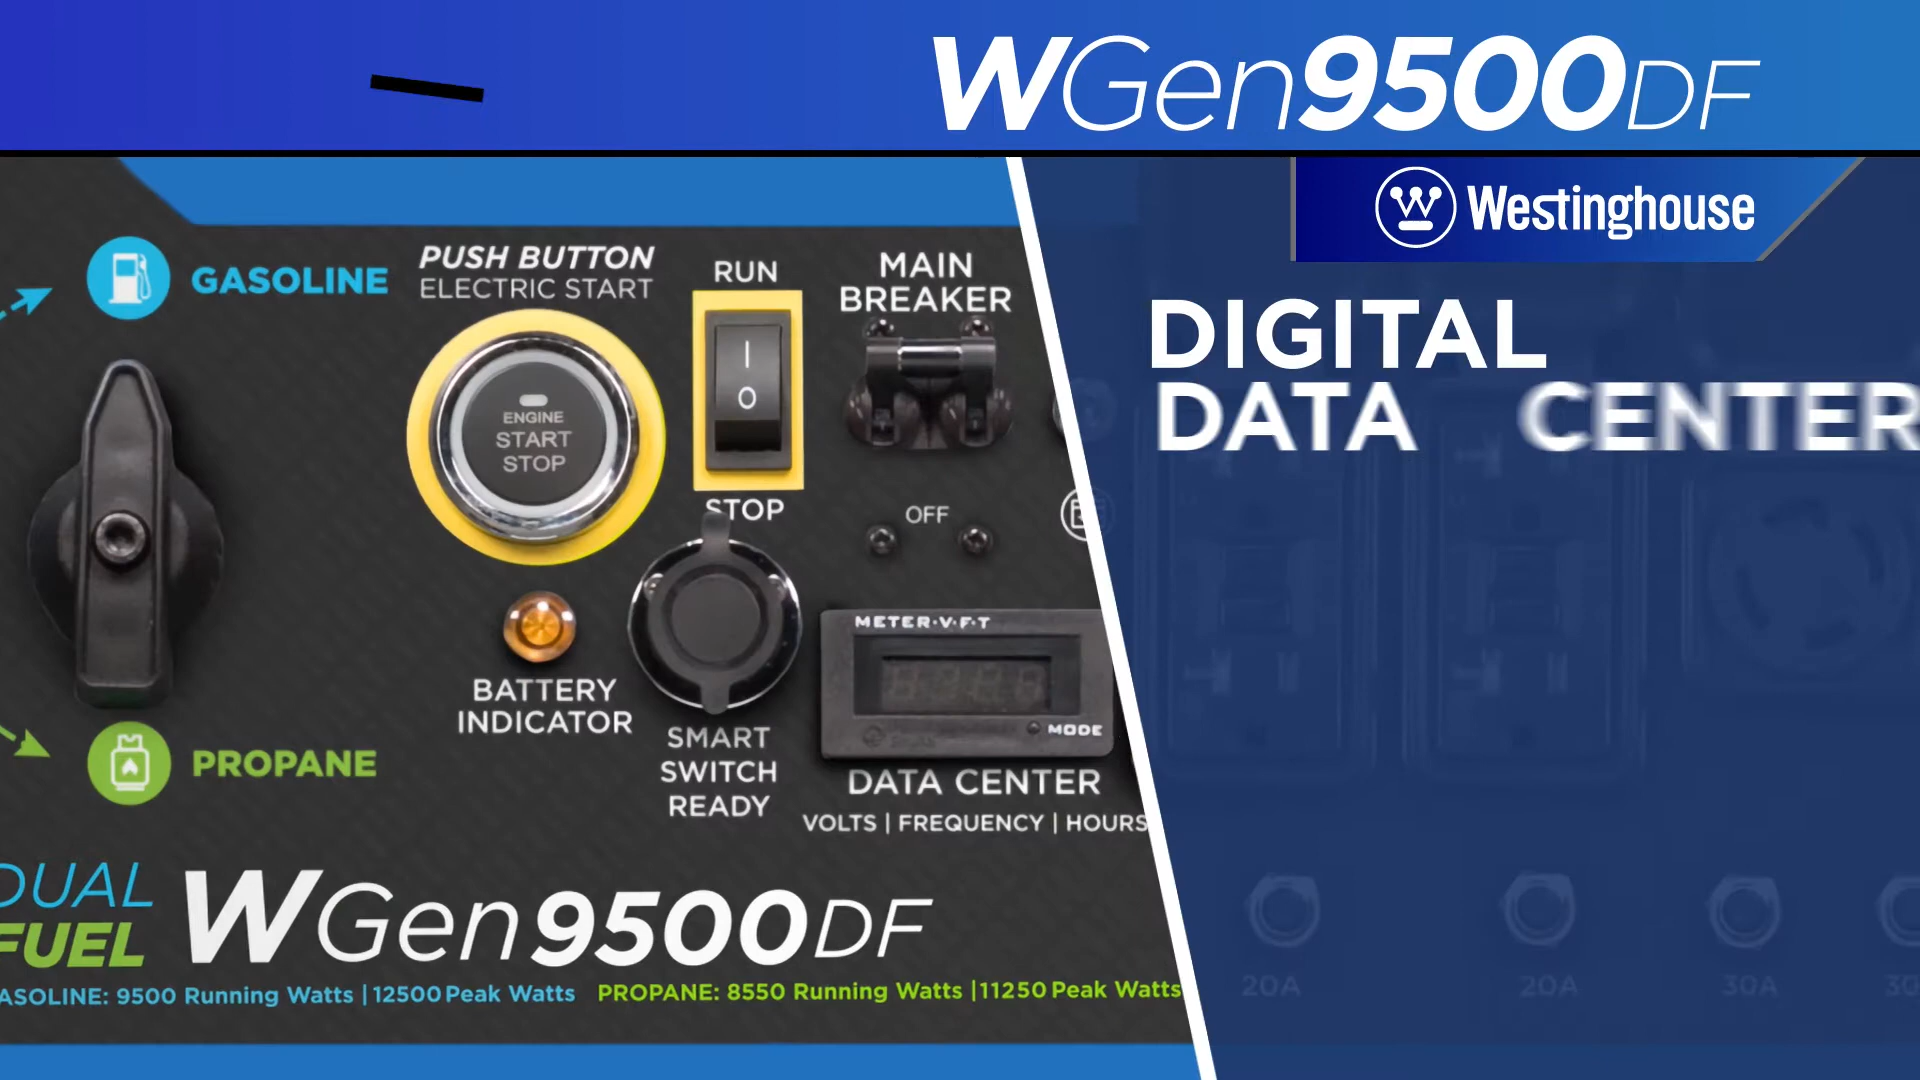 WGen9500DF
Westinghouse
DIGITAL
DATA CENTER
GASOLINE
PUSH BUTTON
ELECTRIC START
RUN
MAIN
BREAKER
ENGINE
START
STOP
I
O
STOP
OFF
BATTERY
INDICATOR
SMART
SWITCH
READY
METER·V·F·T
MODE
DATA CENTER
VOLTS | FREQUENCY | HOURS
PROPANE
DUAL
FUEL
WGen9500DF
ASOLINE: 9500 Running Watts | 12500 Peak Watts PROPANE: 8550 Running Watts | 11250 Peak Watts
20A
20A
30A
30